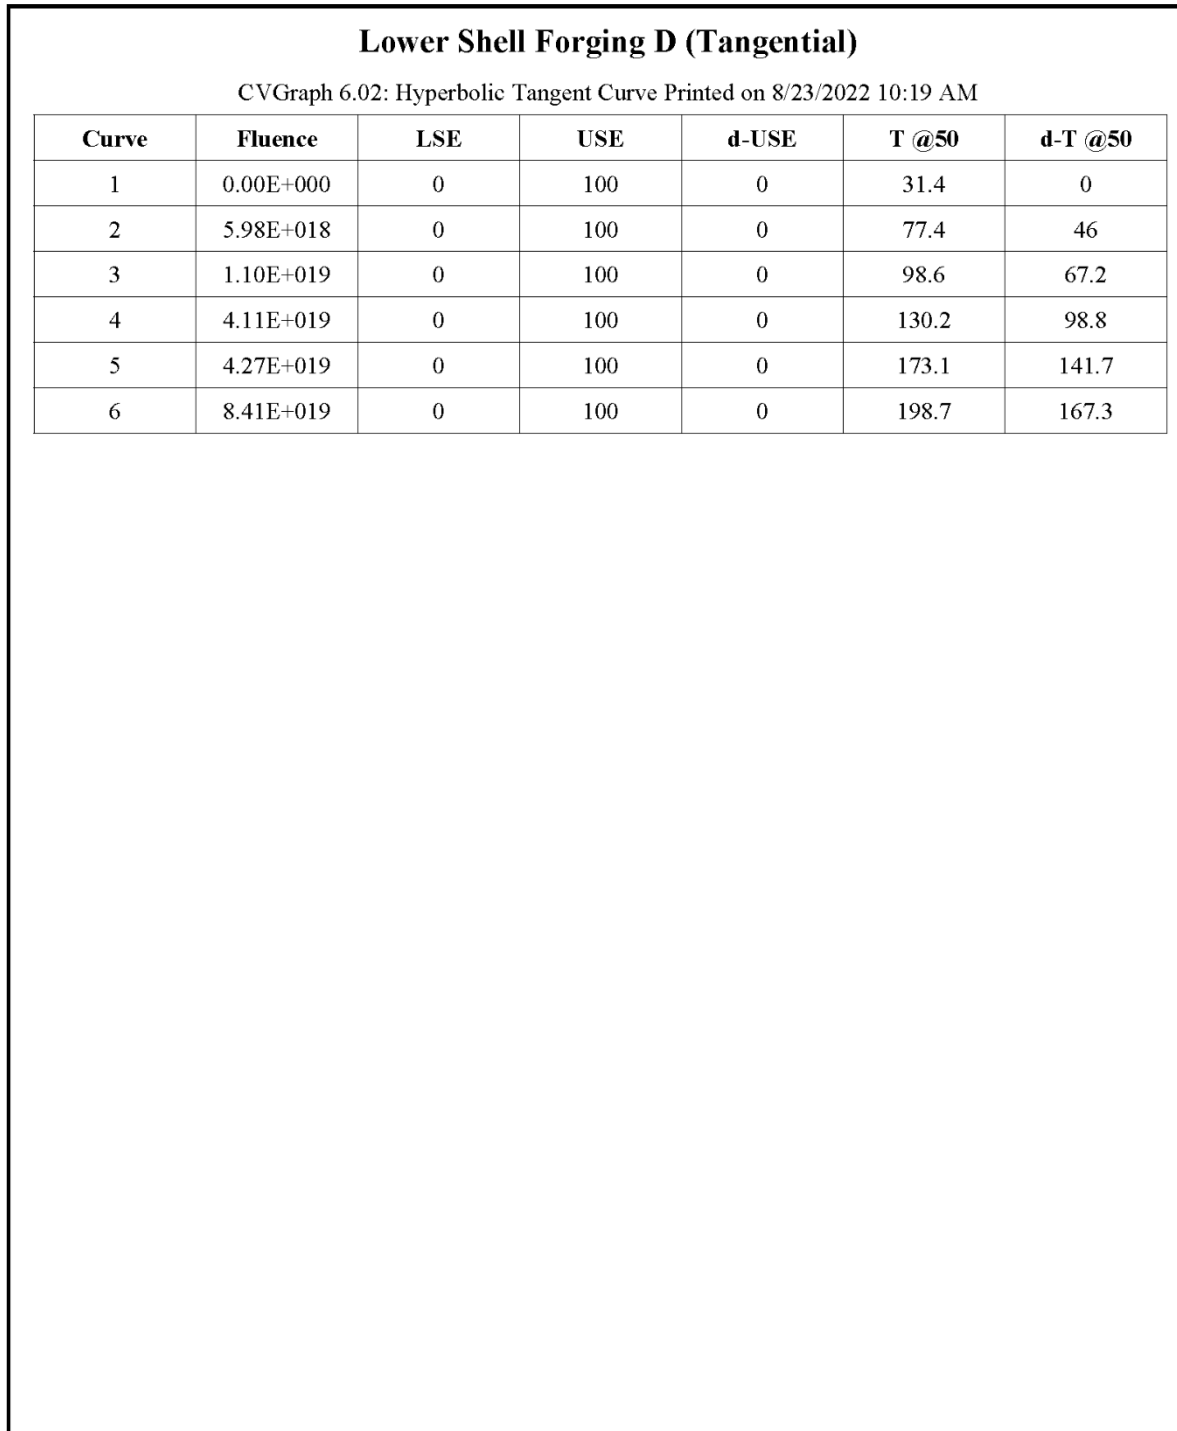 Lower Shell Forging D (Tangential)
CVGraph 6.02: Hyperbolic Tangent Curve Printed on 8/23/2022 10:19 AM
Curve Fluence LSE USE d-USE T @50 d-T @50
1 0.00E+000 0 100 0 31.4 0
2 5.98E+018 0 100 0 77.4 46
3 1.10E+019 0 100 0 98.6 67.2
4 4.11E+019 0 100 0 130.2 98.8
5 4.27E+019 0 100 0 173.1 141.7
6 8.41E+019 0 100 0 198.7 167.3